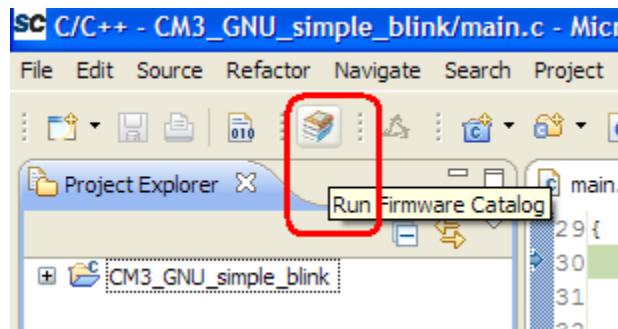 SC C/C++ - CM3_GNU_simple_blink/main.c - Micr
File Edit Source Refactor Navigate Search Project
010
Project Explorer
main.
Run Firmware Catalog
29 {
CM3_GNU_simple_blink
30
31